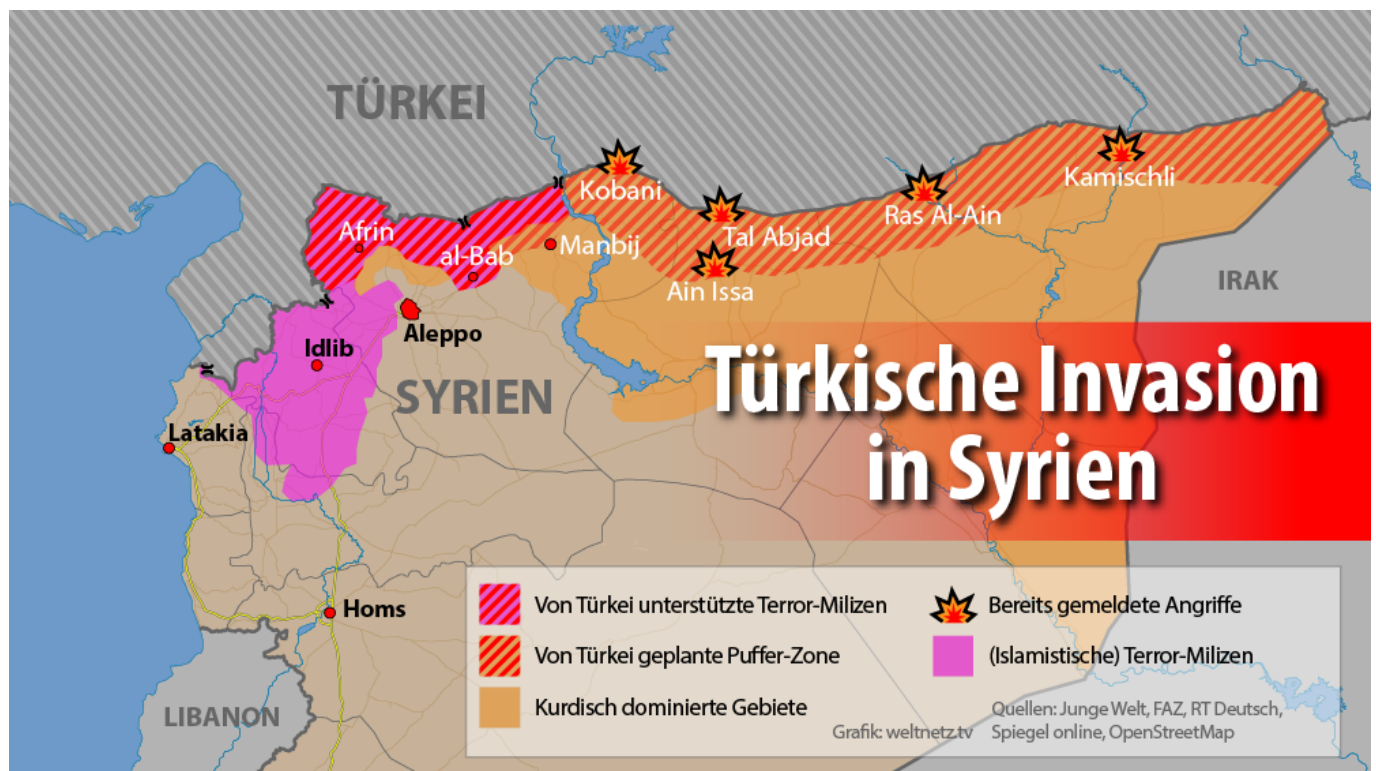 TÜRKEI
Kobani
Kamischli
Ras Al-Ain
Tal Abjad
Afrin
al-Bab
Manbij
Ain Issa
IRAK
Aleppo
Idlib
SYRIEN
Latakia
Türkische Invasion
in Syrien
Homs
LIBANON
Von Türkei unterstützte Terror-Milizen
Von Türkei geplante Puffer-Zone
Kurdisch dominierte Gebiete
Bereits gemeldete Angriffe
(Islamistische) Terror-Milizen
Grafik: weltnetz.tv
Quellen: Junge Welt, FAZ, RT Deutsch,
Spiegel online, OpenStreetMap